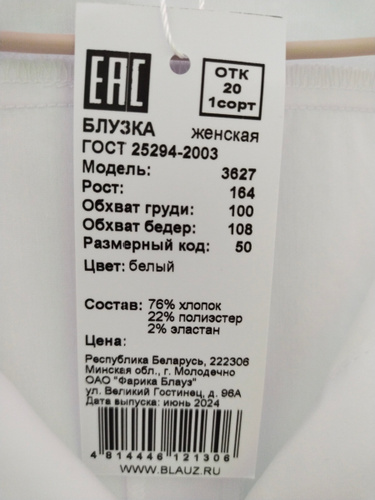 EAC
ОТК
20
1сорт
БЛУЗКА женская
ГОСТ 25294-2003
Модель: 3627
Рост: 164
Обхват груди: 100
Обхват бедер: 108
Размерный код: 50
Цвет: белый
Состав: 76% хлопок
22% полиэстер
2% эластан
Цена:
Республика Беларусь, 222306
Минская обл., г. Молодечно
ОАО "Фарика Блауз"
ул. Великий Гостинец, д. 96А
Дата выпуска: июнь 2024
4 814446 121306
WWW.BLAUZ.RU